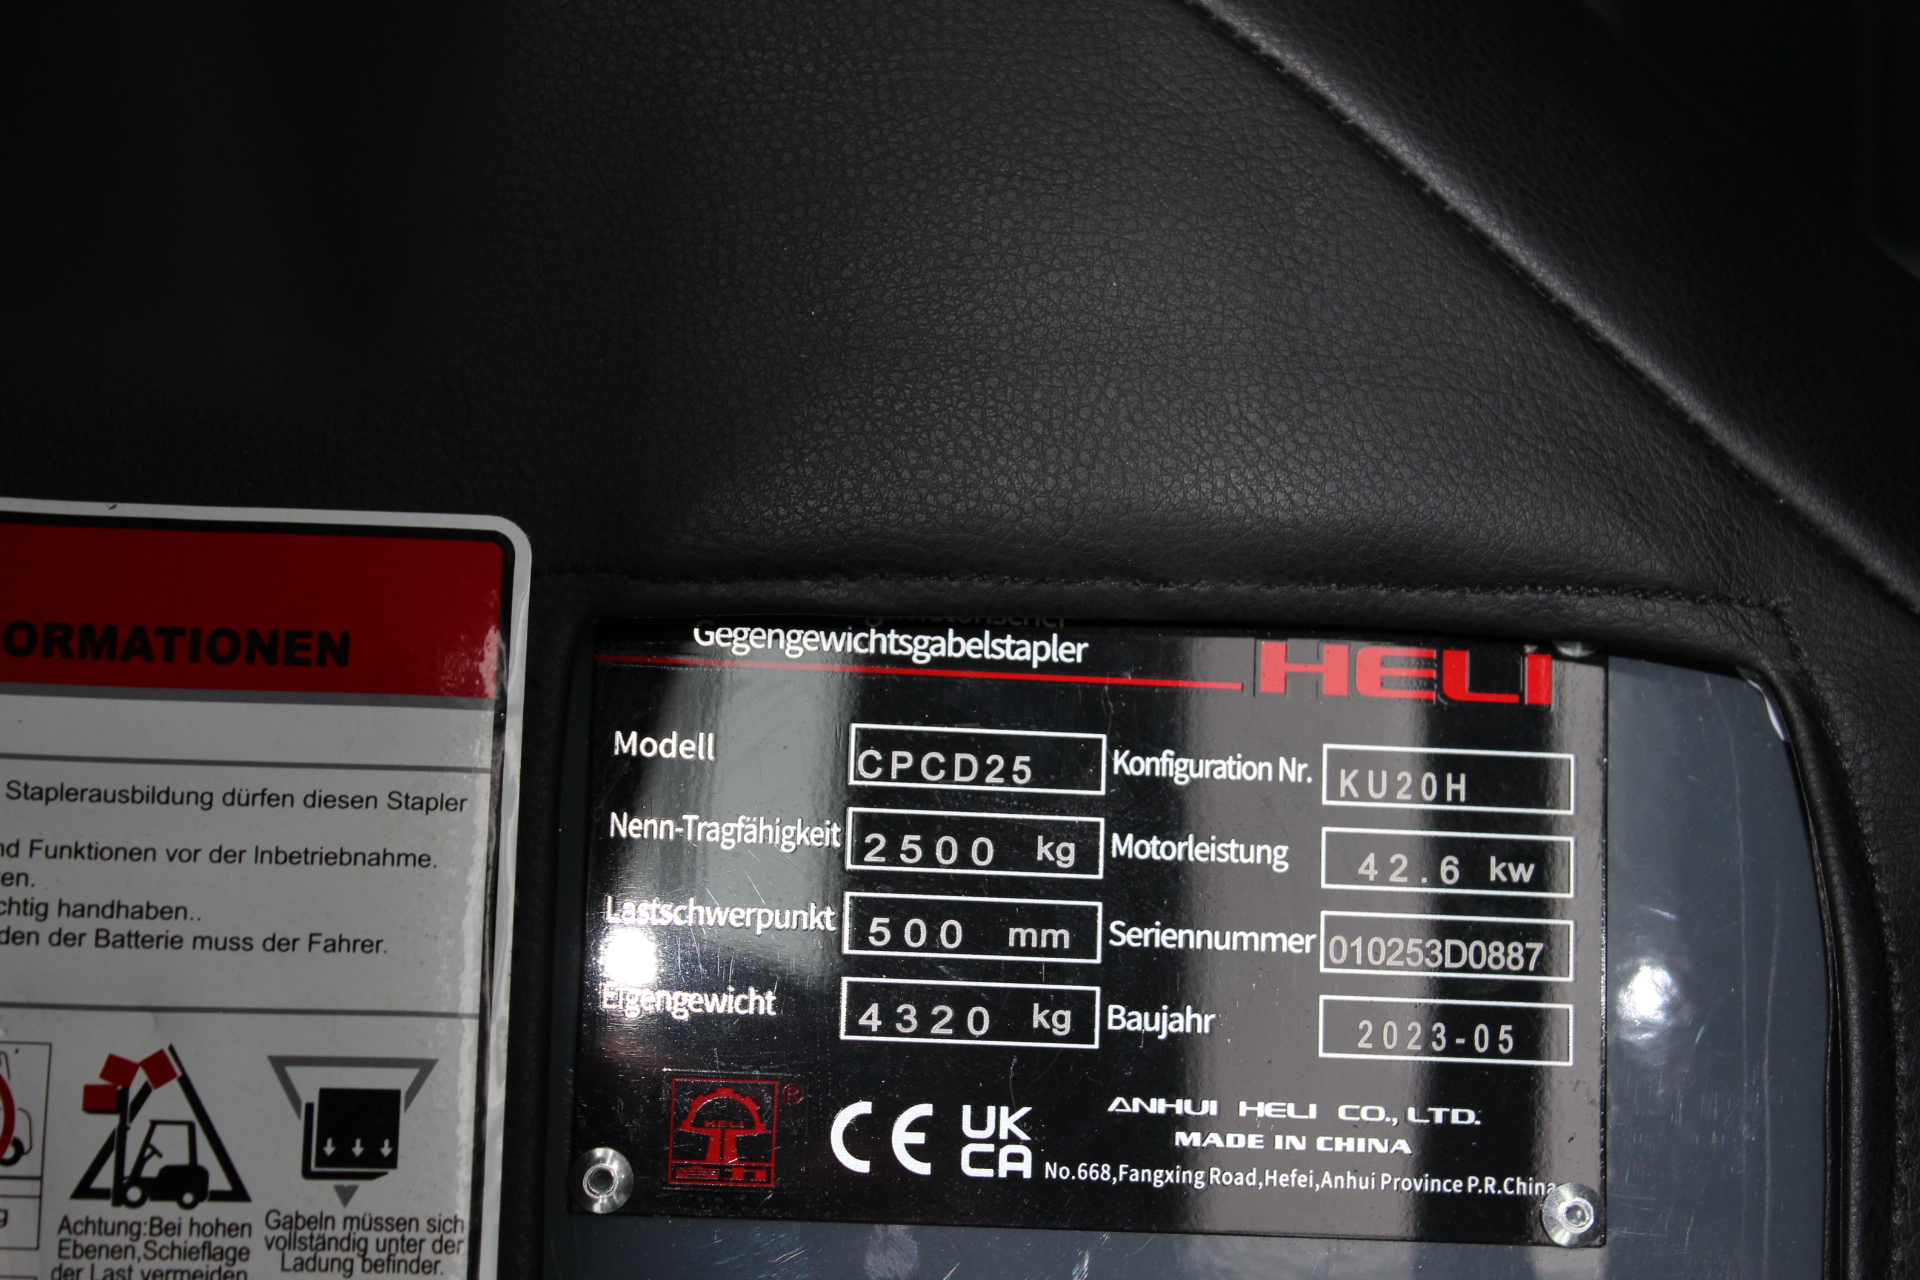 ORMATIONEN
Staplerausbildung dürfen diesen Stapler
nd Funktionen vor der Inbetriebnahme.
en.
chtig handhaben..
den der Batterie muss der Fahrer.
g
Achtung:Bei hohen
Ebenen,Schieflage
der Last vermeiden
Gabeln müssen sich
vollständig unter der
Ladung befinder.
Gegengewichtsgabelstapler
HELI
Modell CPCD25 Konfiguration Nr. KU20H
Nenn-Tragfähigkeit 2500 kg Motorleistung 42.6 kw
Lastschwerpunkt 500 mm Seriennummer 010253D0887
Eigengewicht 4320 kg Baujahr 2023-05
HELI ®
CE UK CA
ANHUI HELI CO., LTD.
MADE IN CHINA
No.668,Fangxing Road,Hefei,Anhui Province P.R.China